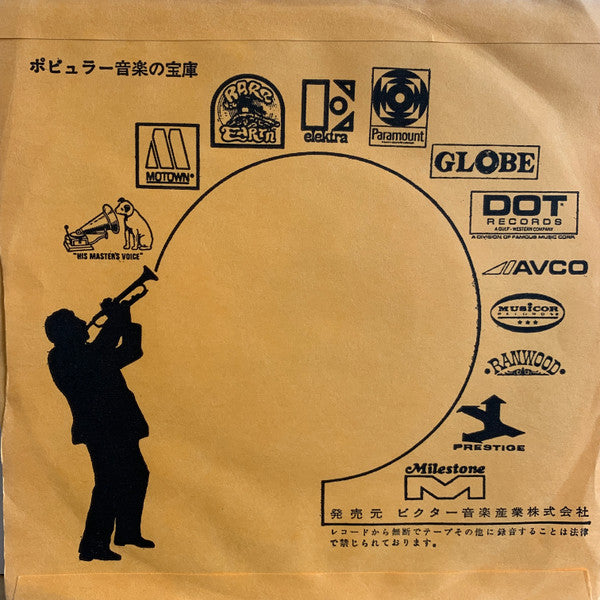 ポピュラー音楽の宝庫
RARE
EARTH
elektra
Paramount
MOTOWN®
GLOBE
DOT
RECORDS
A GULF+WESTERN COMPANY
A DIVISION OF FAMOUS MUSIC CORP.
"HIS MASTER'S VOICE"
AVCO
MUSICOR
RECORDS
RANWOOD
PRESTIGE
Milestone
発売元 ビクター音楽産業株式会社
レコードから無断でテープその他に録音することは法律
で禁じられております。